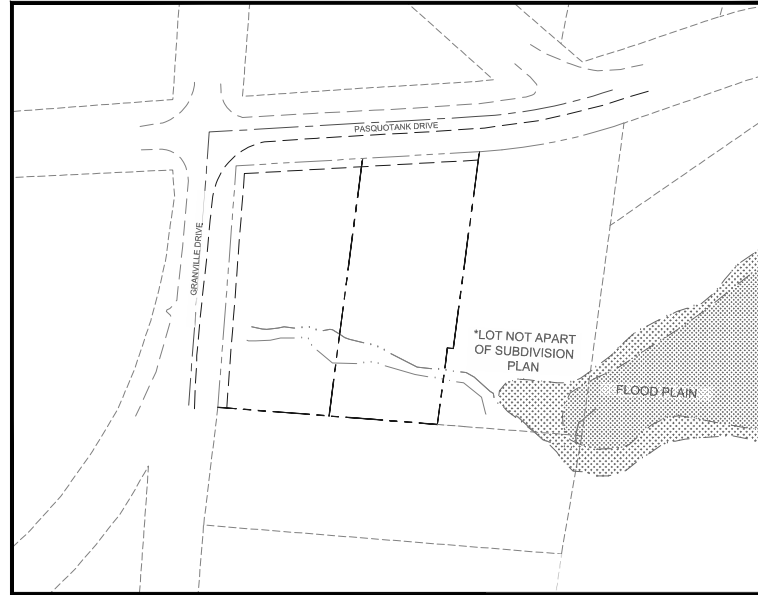 PASQUOTANK DRIVE
GRANVILLE DRIVE
*LOT NOT APART
OF SUBDIVISION
PLAN
FLOOD PLAIN